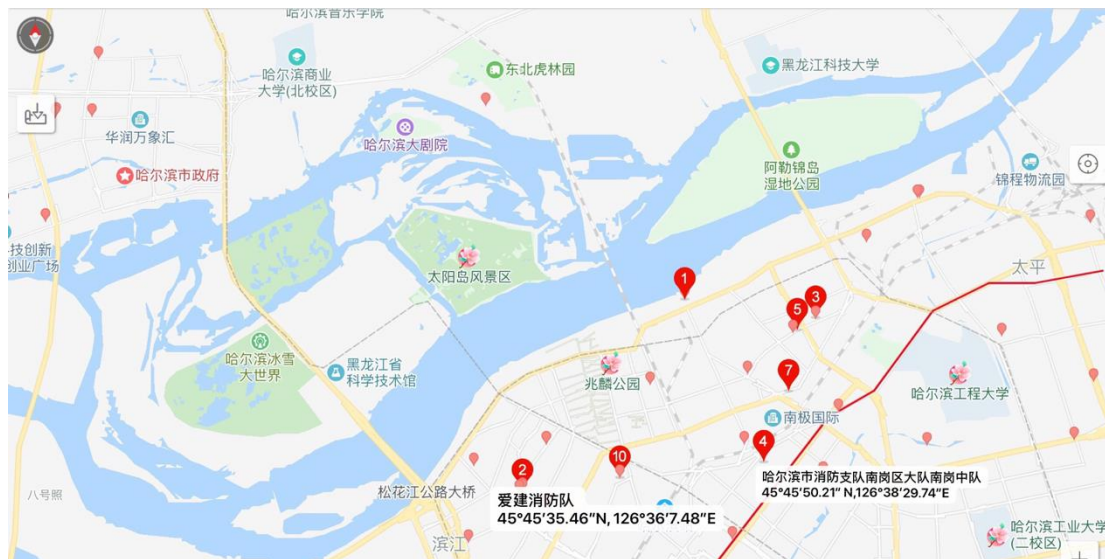 哈尔滨音乐学院
哈尔滨商业
大学(北校区)
东北虎林园
黑龙江科技大学
华润万象汇
哈尔滨大剧院
哈尔滨市政府
阿勒锦岛
湿地公园
锦程物流园
技创新
创业广场
太阳岛风景区
太平
1
3
5
哈尔滨冰雪
大世界
黑龙江省
科学技术馆
兆麟公园
7
哈尔滨工程大学
南极国际
4
10
2
哈尔滨市消防支队南岗区大队南岗中队
45°45′50.21″ N,126°38′29.74″E
八号照
松花江公路大桥
爱建消防队
45°45′35.46″N, 126°36′7.48″E
滨江
哈尔滨工业大学
(二校区)